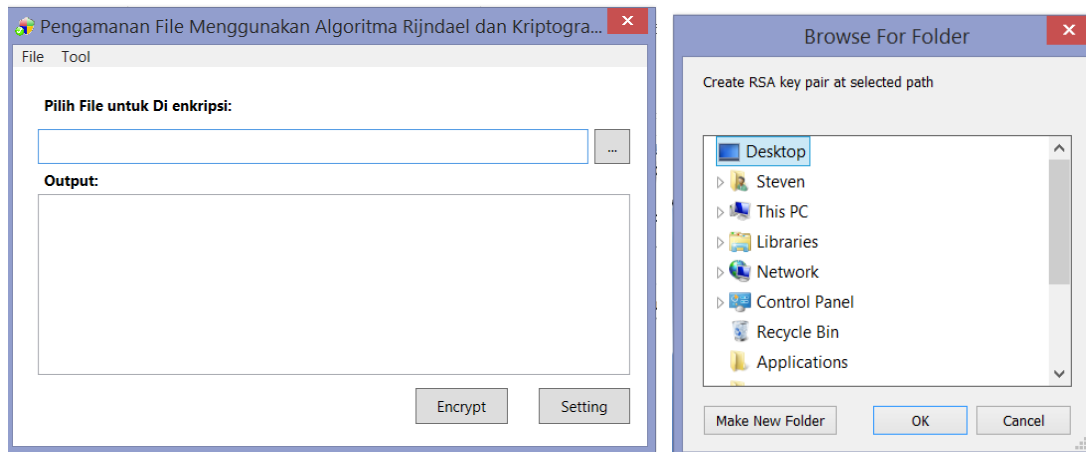 Pengamanan File Menggunakan Algoritma Rijndael dan Kriptogra...
File Tool
Pilih File untuk Di enkripsi:
...
Output:
Encrypt Setting
Browse For Folder
Create RSA key pair at selected path
Desktop
Steven
This PC
Libraries
Network
Control Panel
Recycle Bin
Applications
Make New Folder OK Cancel